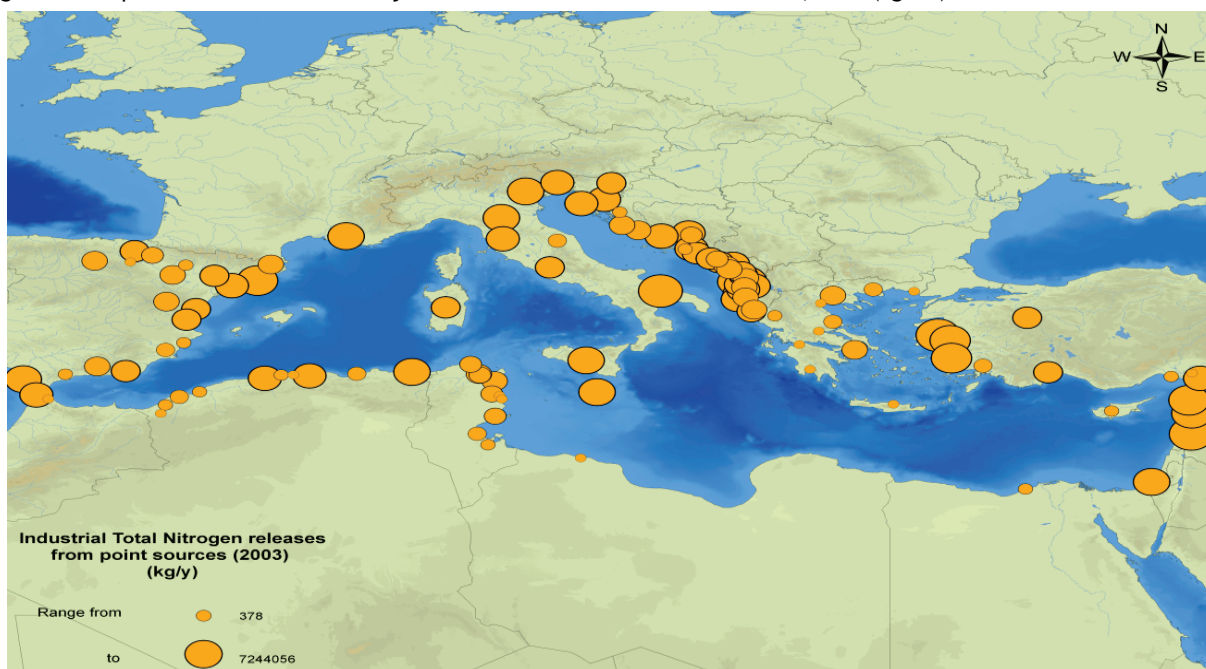 N
W E
S
Industrial Total Nitrogen releases
from point sources (2003)
(kg/y)
Range from 378
to 7244056